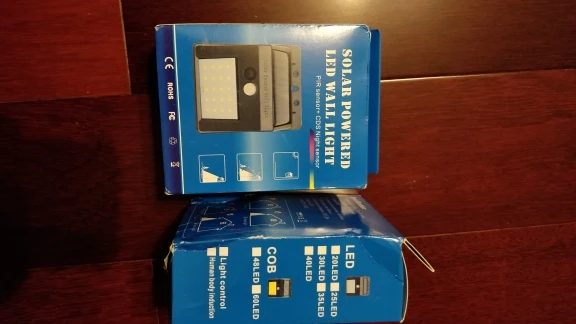 SOLAR POWERED
LED WALL LIGHT
PIR sensor+ CDS Night sensor
CE
ROHS
FC
LED
20LED 25LED
30LED 35LED
40LED
COB
48LED 60LED
Light control
Human body induction